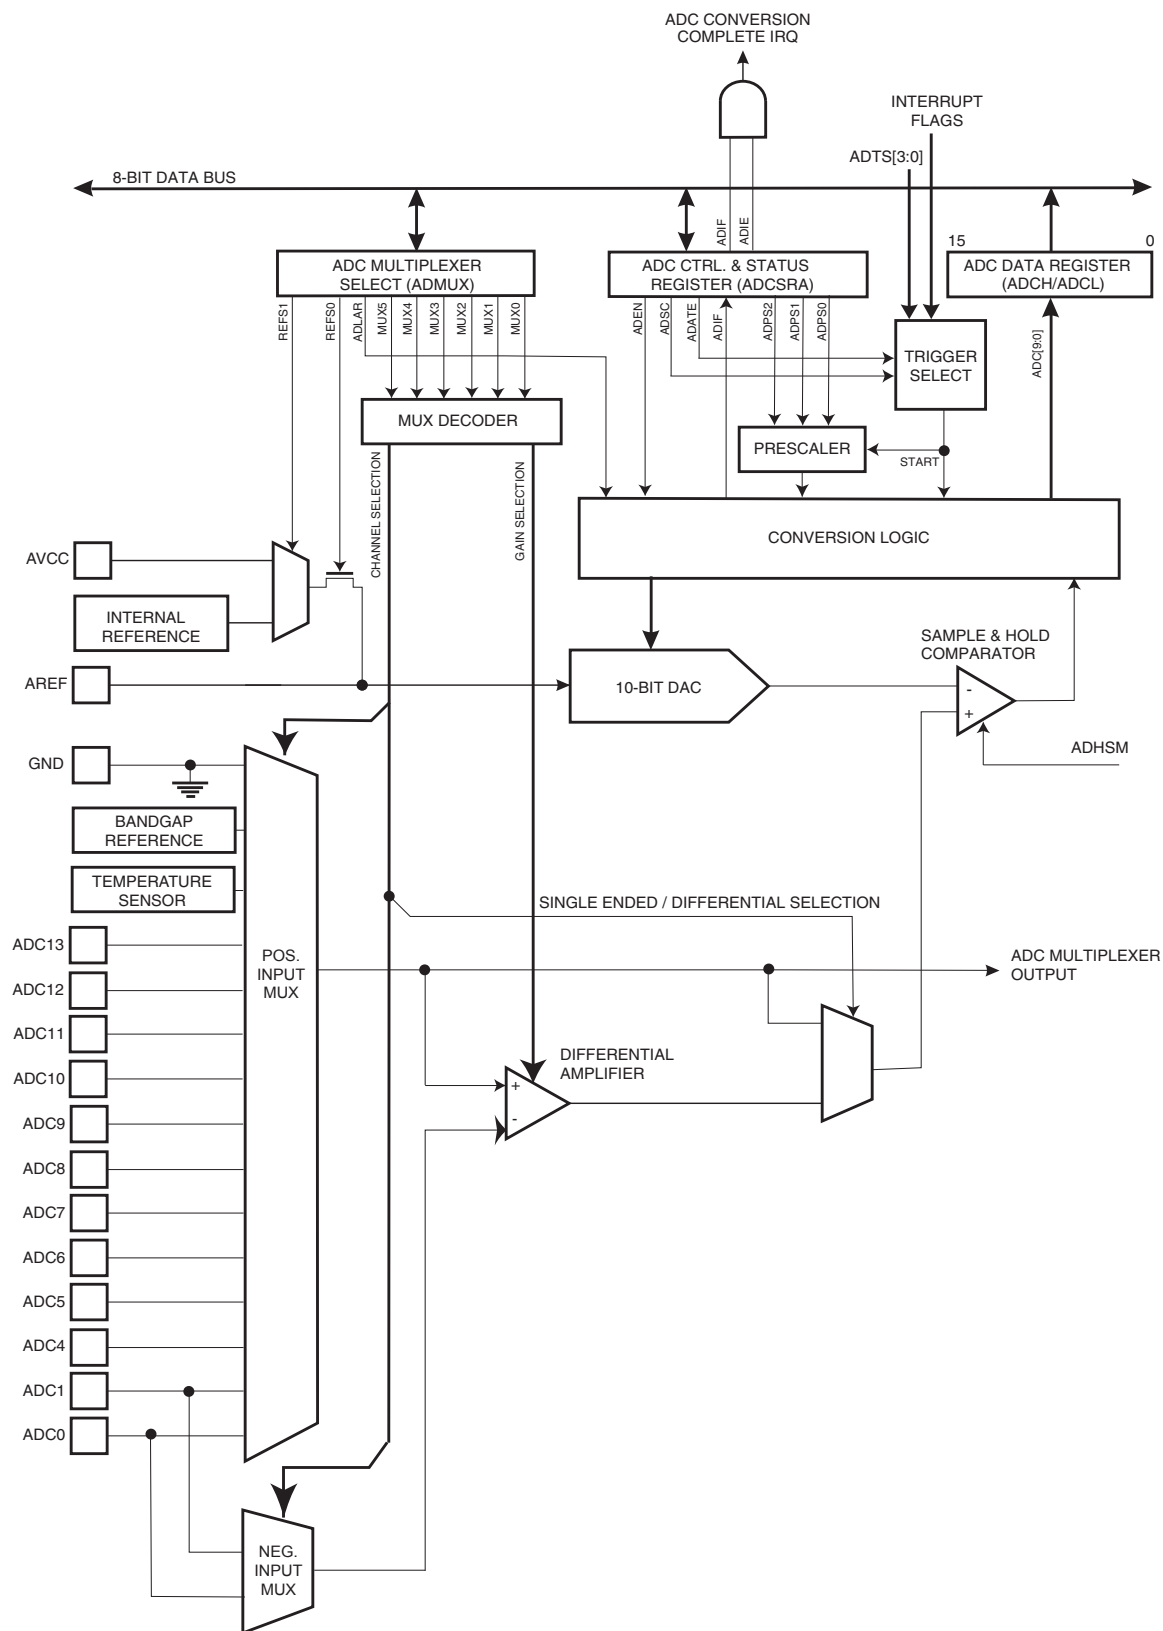 ADC CONVERSION
COMPLETE IRQ
INTERRUPT
FLAGS
ADTS[3:0]
8-BIT DATA BUS
ADIF
ADIE
15
0
ADC MULTIPLEXER
SELECT (ADMUX)
ADC CTRL. & STATUS
REGISTER (ADCSRA)
ADC DATA REGISTER
(ADCH/ADCL)
REFS1
REFS0
ADLAR
MUX5
MUX4
MUX3
MUX2
MUX1
MUX0
ADEN
ADSC
ADATE
ADIF
ADPS2
ADPS1
ADPS0
TRIGGER
SELECT
ADC[9:0]
MUX DECODER
PRESCALER
START
CHANNEL SELECTION
GAIN SELECTION
CONVERSION LOGIC
AVCC
INTERNAL
REFERENCE
SAMPLE & HOLD
COMPARATOR
AREF
10-BIT DAC
-
+
ADHSM
GND
BANDGAP
REFERENCE
TEMPERATURE
SENSOR
SINGLE ENDED / DIFFERENTIAL SELECTION
ADC13
POS.
INPUT
MUX
ADC MULTIPLEXER
OUTPUT
ADC12
ADC11
DIFFERENTIAL
AMPLIFIER
ADC10
+
-
ADC9
ADC8
ADC7
ADC6
ADC5
ADC4
ADC1
ADC0
NEG.
INPUT
MUX